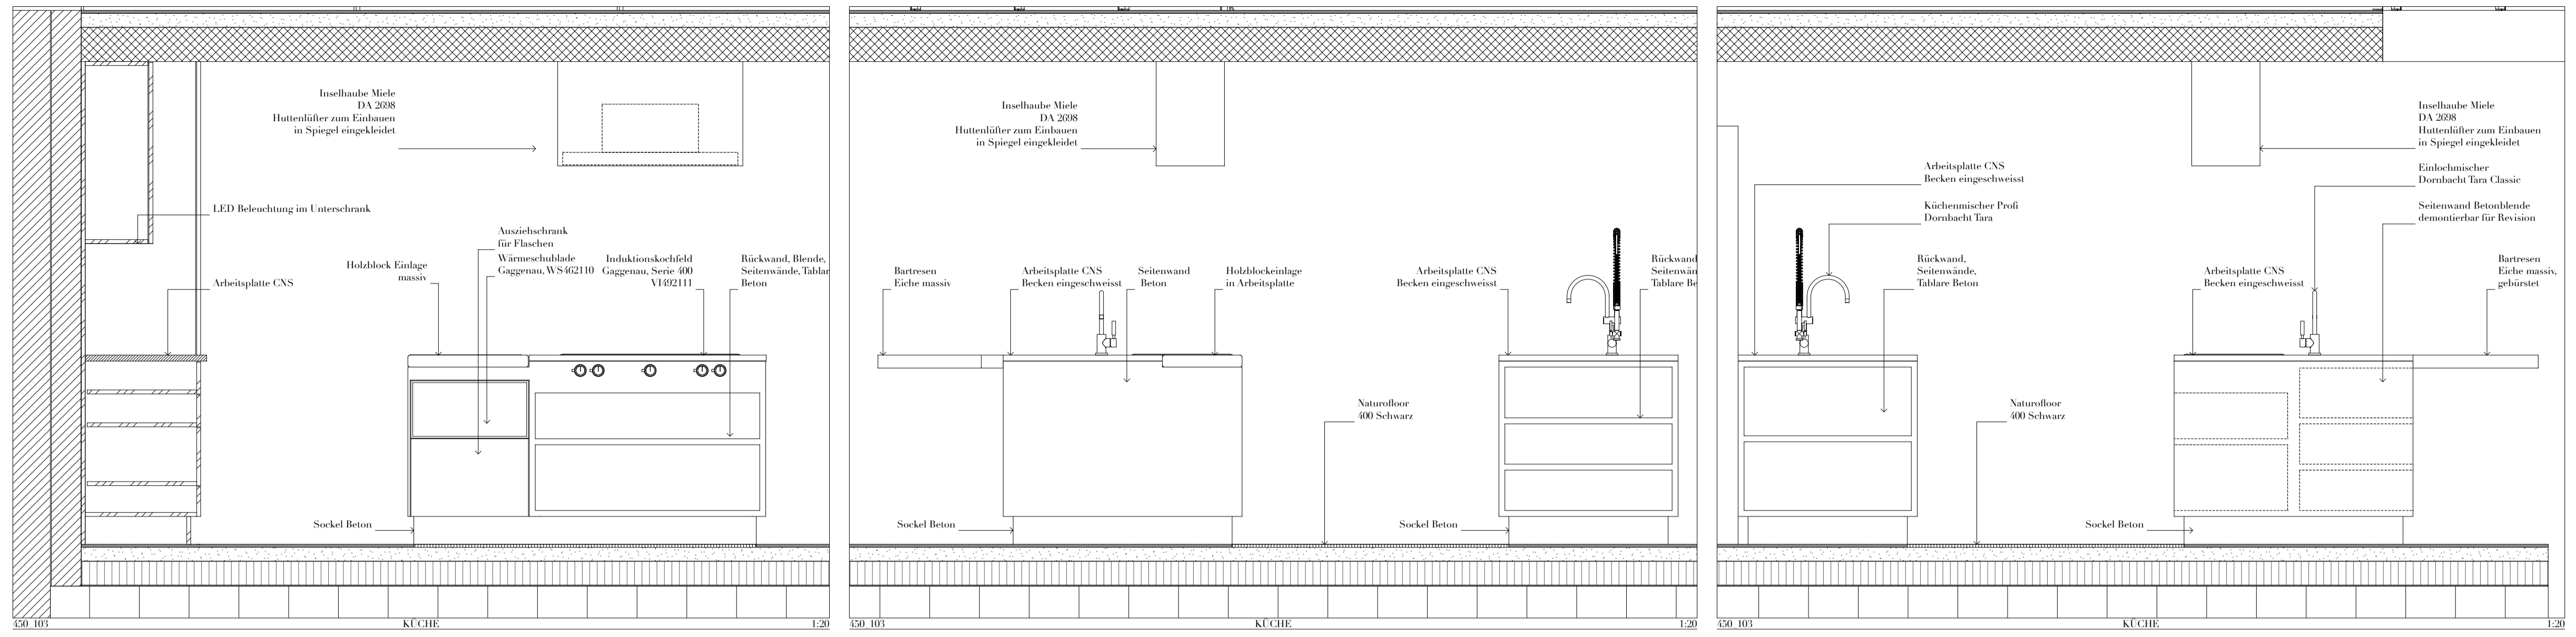 Inselhaube Miele
DA 2698
Huttenlüfter zum Einbauen
in Spiegel eingekleidet
LED Beleuchtung im Unterschrank
Arbeitsplatte CNS
Holzblock Einlage
massiv
Ausziehschrank
für Flaschen
Wärmeschublade
Gaggenau, WS462110
Induktionskochfeld
Gaggenau, Serie 400
VI492111
Rückwand, Blende,
Seitenwände, Tablar
Beton
Sockel Beton
450_103
KÜCHE
1:20
Inselhaube Miele
DA 2698
Huttenlüfter zum Einbauen
in Spiegel eingekleidet
Bartresen
Eiche massiv
Arbeitsplatte CNS
Becken eingeschweisst
Seitenwand
Beton
Holzblockeinlage
in Arbeitsplatte
Arbeitsplatte CNS
Becken eingeschweisst
Rückwand
Seitenwän
Tablare Be
Naturofloor
400 Schwarz
Sockel Beton
Sockel Beton
450_103
KÜCHE
1:20
Inselhaube Miele
DA 2698
Huttenlüfter zum Einbauen
in Spiegel eingekleidet
Arbeitsplatte CNS
Becken eingeschweisst
Einlochmischer
Dornbacht Tara Classic
Küchenmischer Profi
Dornbacht Tara
Seitenwand Betonblende
demontierbar für Revision
Rückwand,
Seitenwände,
Tablare Beton
Arbeitsplatte CNS
Becken eingeschweisst
Bartresen
Eiche massiv,
gebürstet
Naturofloor
400 Schwarz
Sockel Beton
450_103
KÜCHE
1:20